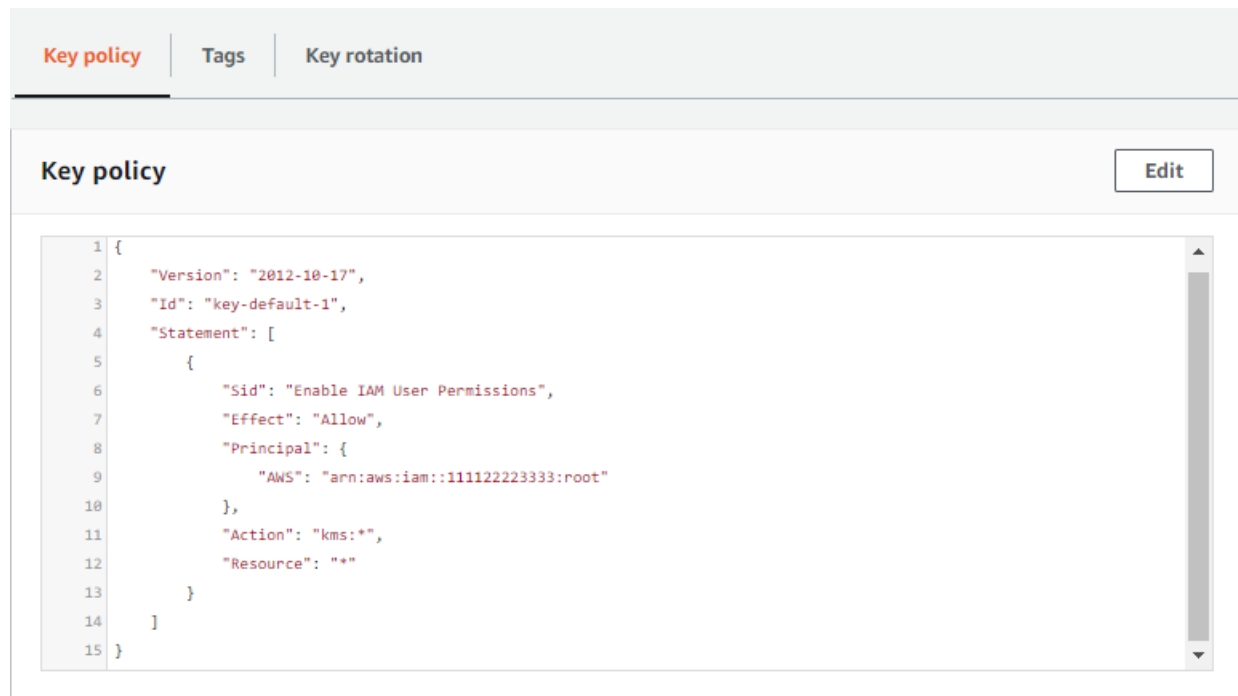 Key policy Tags Key rotation
Key policy Edit
1 {
2     "Version": "2012-10-17",
3     "Id": "key-default-1",
4     "Statement": [
5         {
6             "Sid": "Enable IAM User Permissions",
7             "Effect": "Allow",
8             "Principal": {
9                 "AWS": "arn:aws:iam::111122223333:root"
10             },
11             "Action": "kms:*",
12             "Resource": "*"
13         }
14     ]
15 }